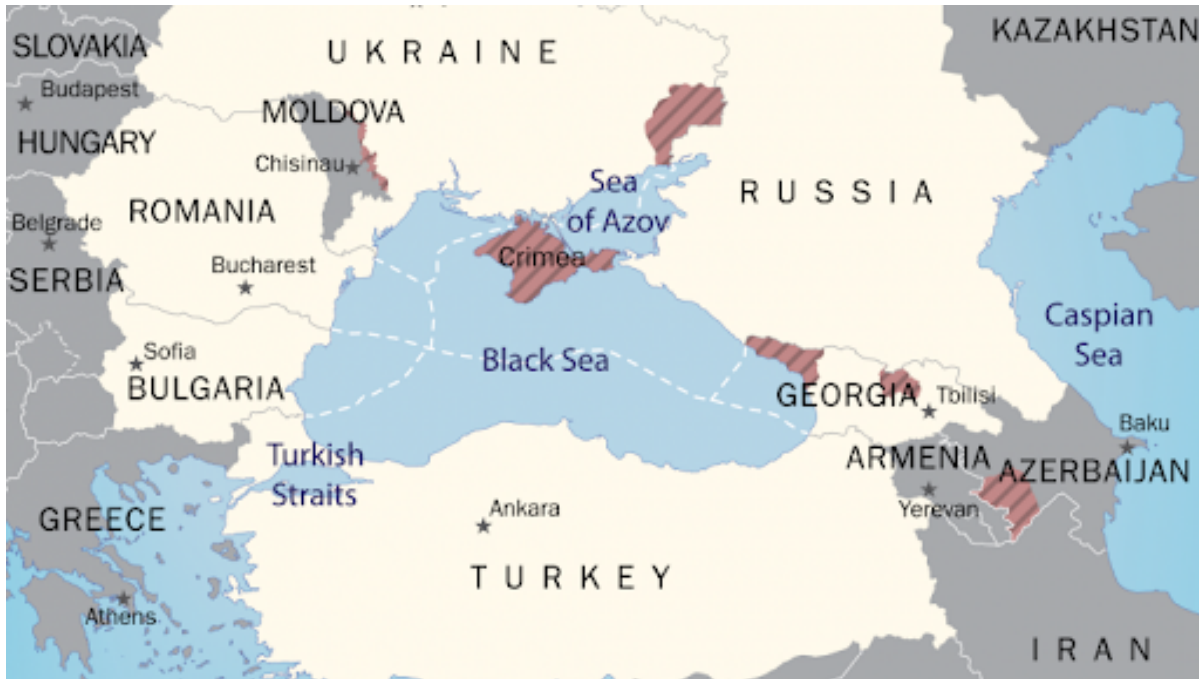 SLOVAKIA
UKRAINE
KAZAKHSTAN
Budapest
MOLDOVA
HUNGARY
Chisinau
Sea
of Azov
RUSSIA
ROMANIA
Belgrade
Crimea
Bucharest
SERBIA
Caspian
Sea
Sofia
Black Sea
BULGARIA
GEORGIA
Tbilisi
Baku
Turkish
Straits
ARMENIA
AZERBAIJAN
Ankara
Yerevan
GREECE
TURKEY
Athens
IRAN